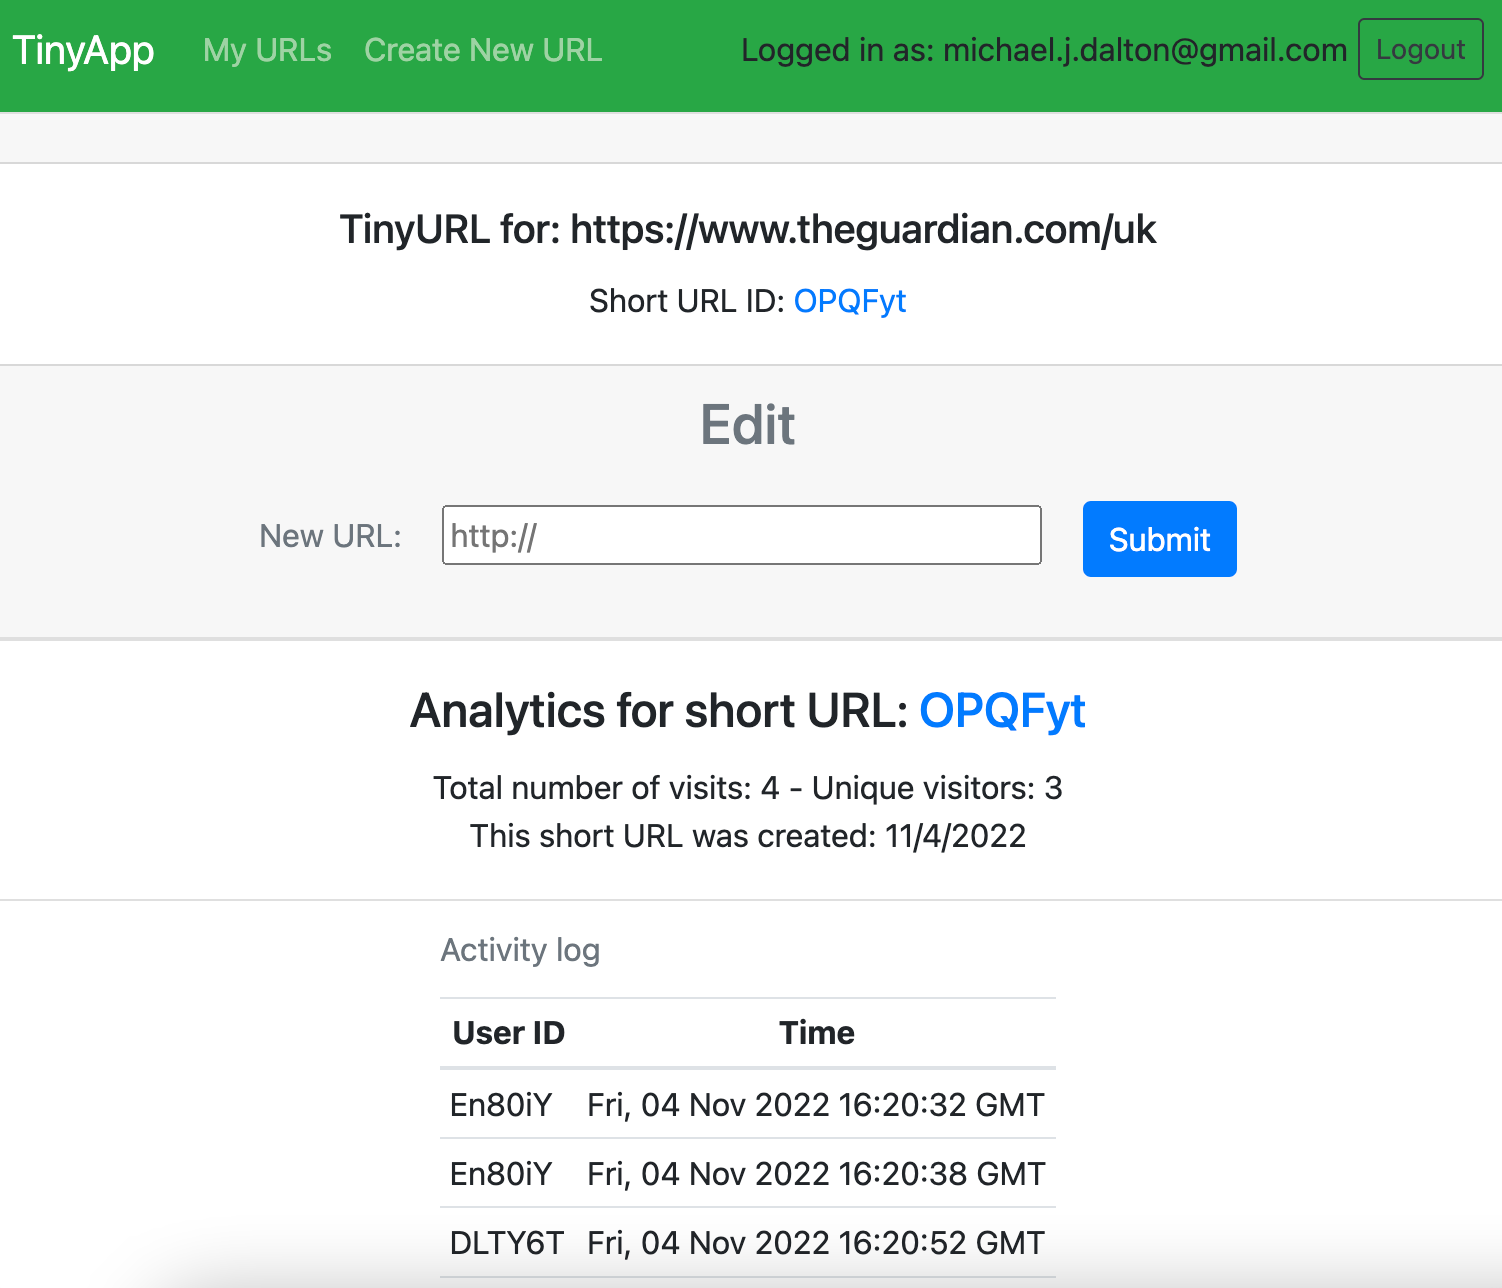 TinyApp My URLs Create New URL Logged in as: michael.j.dalton@gmail.com Logout
TinyURL for: https://www.theguardian.com/uk
Short URL ID: OPQFyt
Edit
New URL: http:// Submit
Analytics for short URL: OPQFyt
Total number of visits: 4 - Unique visitors: 3
This short URL was created: 11/4/2022
Activity log
User ID Time
En80iY Fri, 04 Nov 2022 16:20:32 GMT
En80iY Fri, 04 Nov 2022 16:20:38 GMT
DLTY6T Fri, 04 Nov 2022 16:20:52 GMT